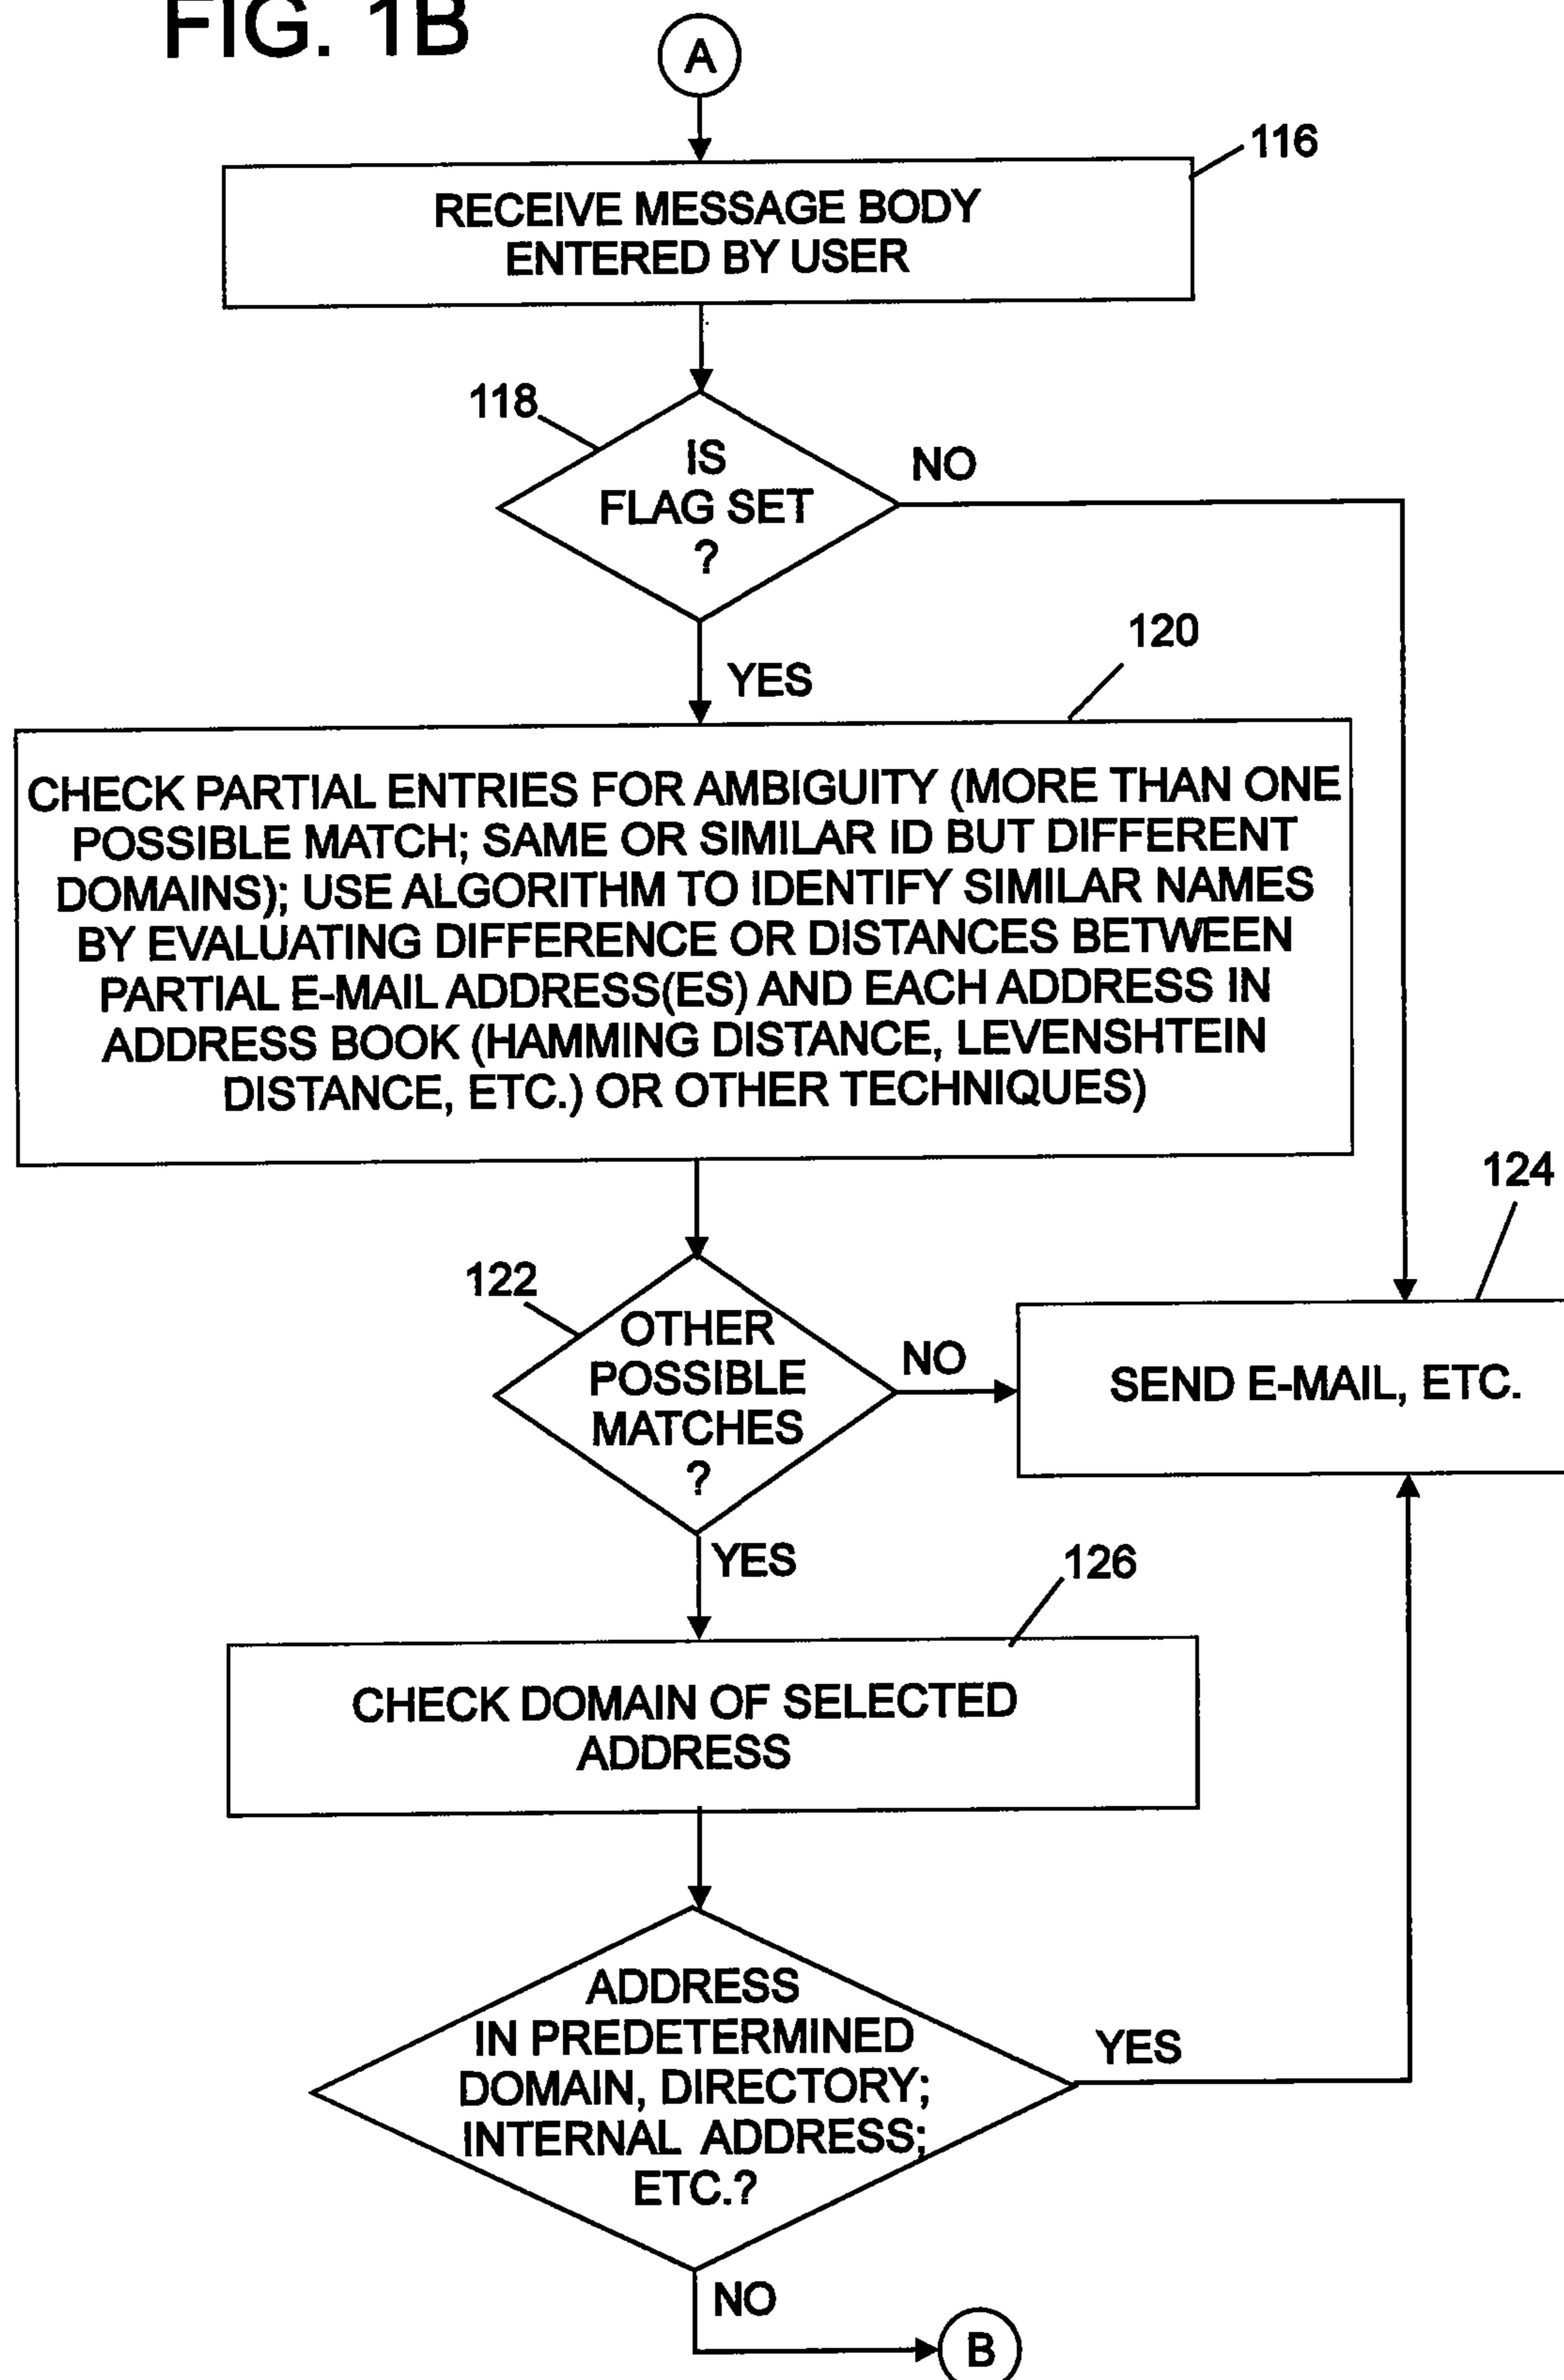 FIG. 1B
A
116
RECEIVE MESSAGE BODY
ENTERED BY USER
118
IS
FLAG SET
?
NO
YES
120
CHECK PARTIAL ENTRIES FOR AMBIGUITY (MORE THAN ONE
POSSIBLE MATCH; SAME OR SIMILAR ID BUT DIFFERENT
DOMAINS); USE ALGORITHM TO IDENTIFY SIMILAR NAMES
BY EVALUATING DIFFERENCE OR DISTANCES BETWEEN
PARTIAL E-MAIL ADDRESS(ES) AND EACH ADDRESS IN
ADDRESS BOOK (HAMMING DISTANCE, LEVENSHTEIN
DISTANCE, ETC.) OR OTHER TECHNIQUES)
124
122
OTHER
POSSIBLE
MATCHES
?
NO
SEND E-MAIL, ETC.
YES
126
CHECK DOMAIN OF SELECTED
ADDRESS
ADDRESS
IN PREDETERMINED
DOMAIN, DIRECTORY;
INTERNAL ADDRESS;
ETC.?
YES
NO
B